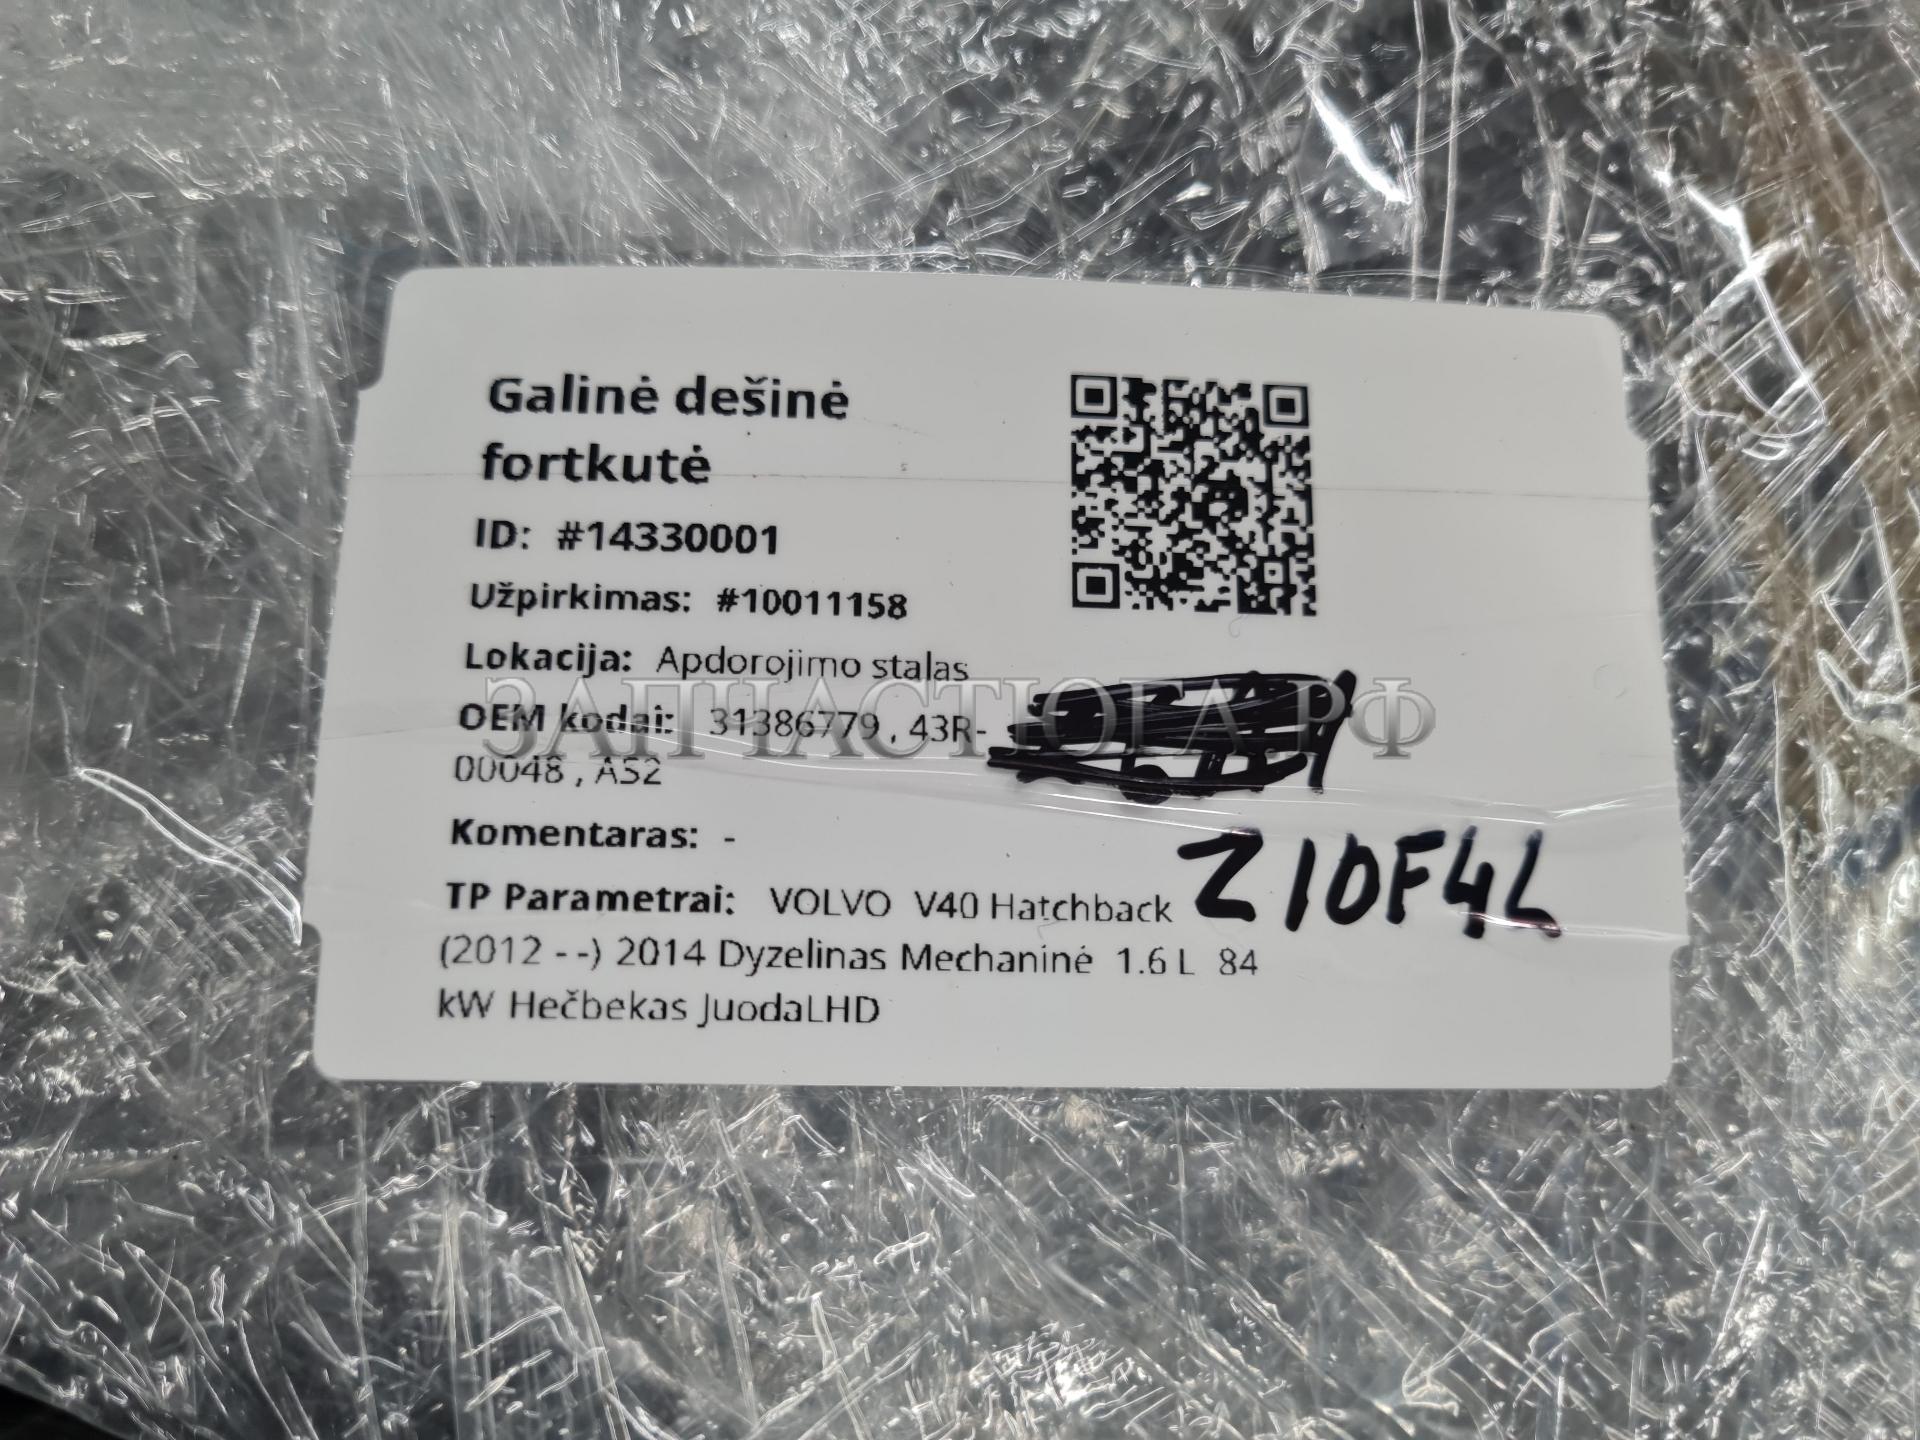 Galinė dešinė
fortkutė
ID: #14330001
Užpirkimas: #10011158
Lokacija: Apdorojimo stalas
OEM kodai: 31386779 , 43R-
00048 , AS2
ЗАПЧАСТЮГА.РФ
Komentaras: -
Z10F4L
TP Parametrai: VOLVO V40 Hatchback
(2012 - -) 2014 Dyzelinas Mechaninė 1.6 L 84
kW Hečbekas JuodaLHD